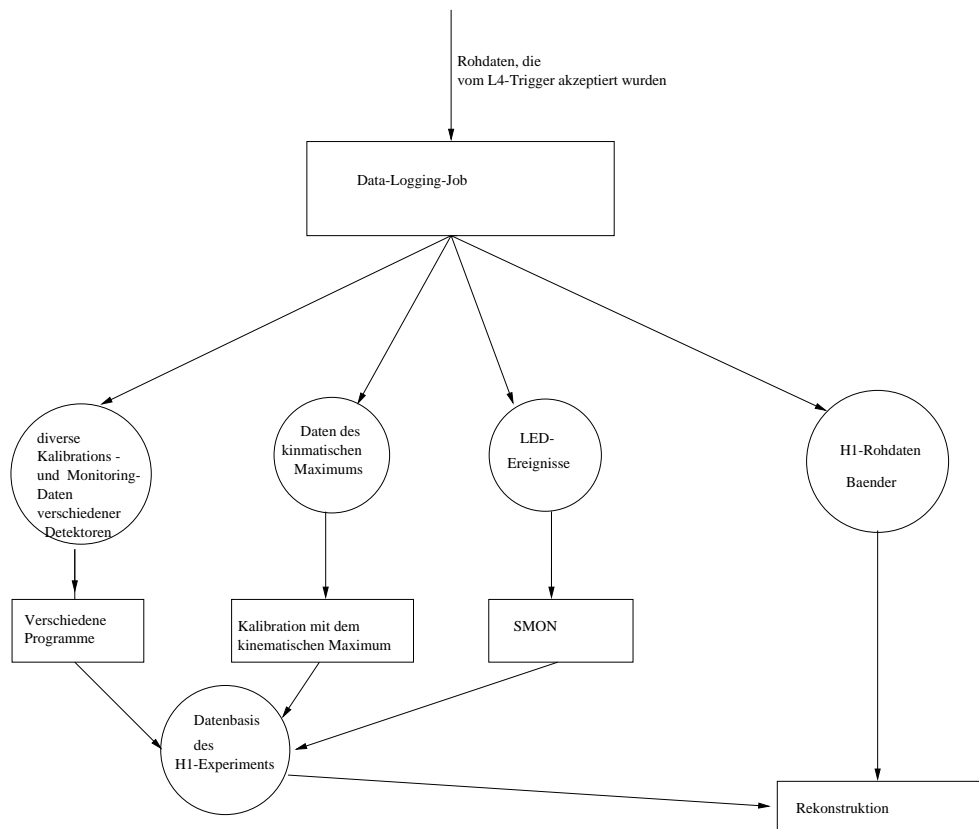 Rohdaten, die
vom L4-Trigger akzeptiert wurden
Data-Logging-Job
diverse
Kalibrations -
und Monitoring-
Daten
verschiedener
Detektoren
Daten des
kinmatischen
Maximums
LED-
Ereignisse
H1-Rohdaten
Baender
Verschiedene
Programme
Kalibration mit dem
kinematischen Maximum
SMON
Datenbasis
des
H1-Experiments
Rekonstruktion